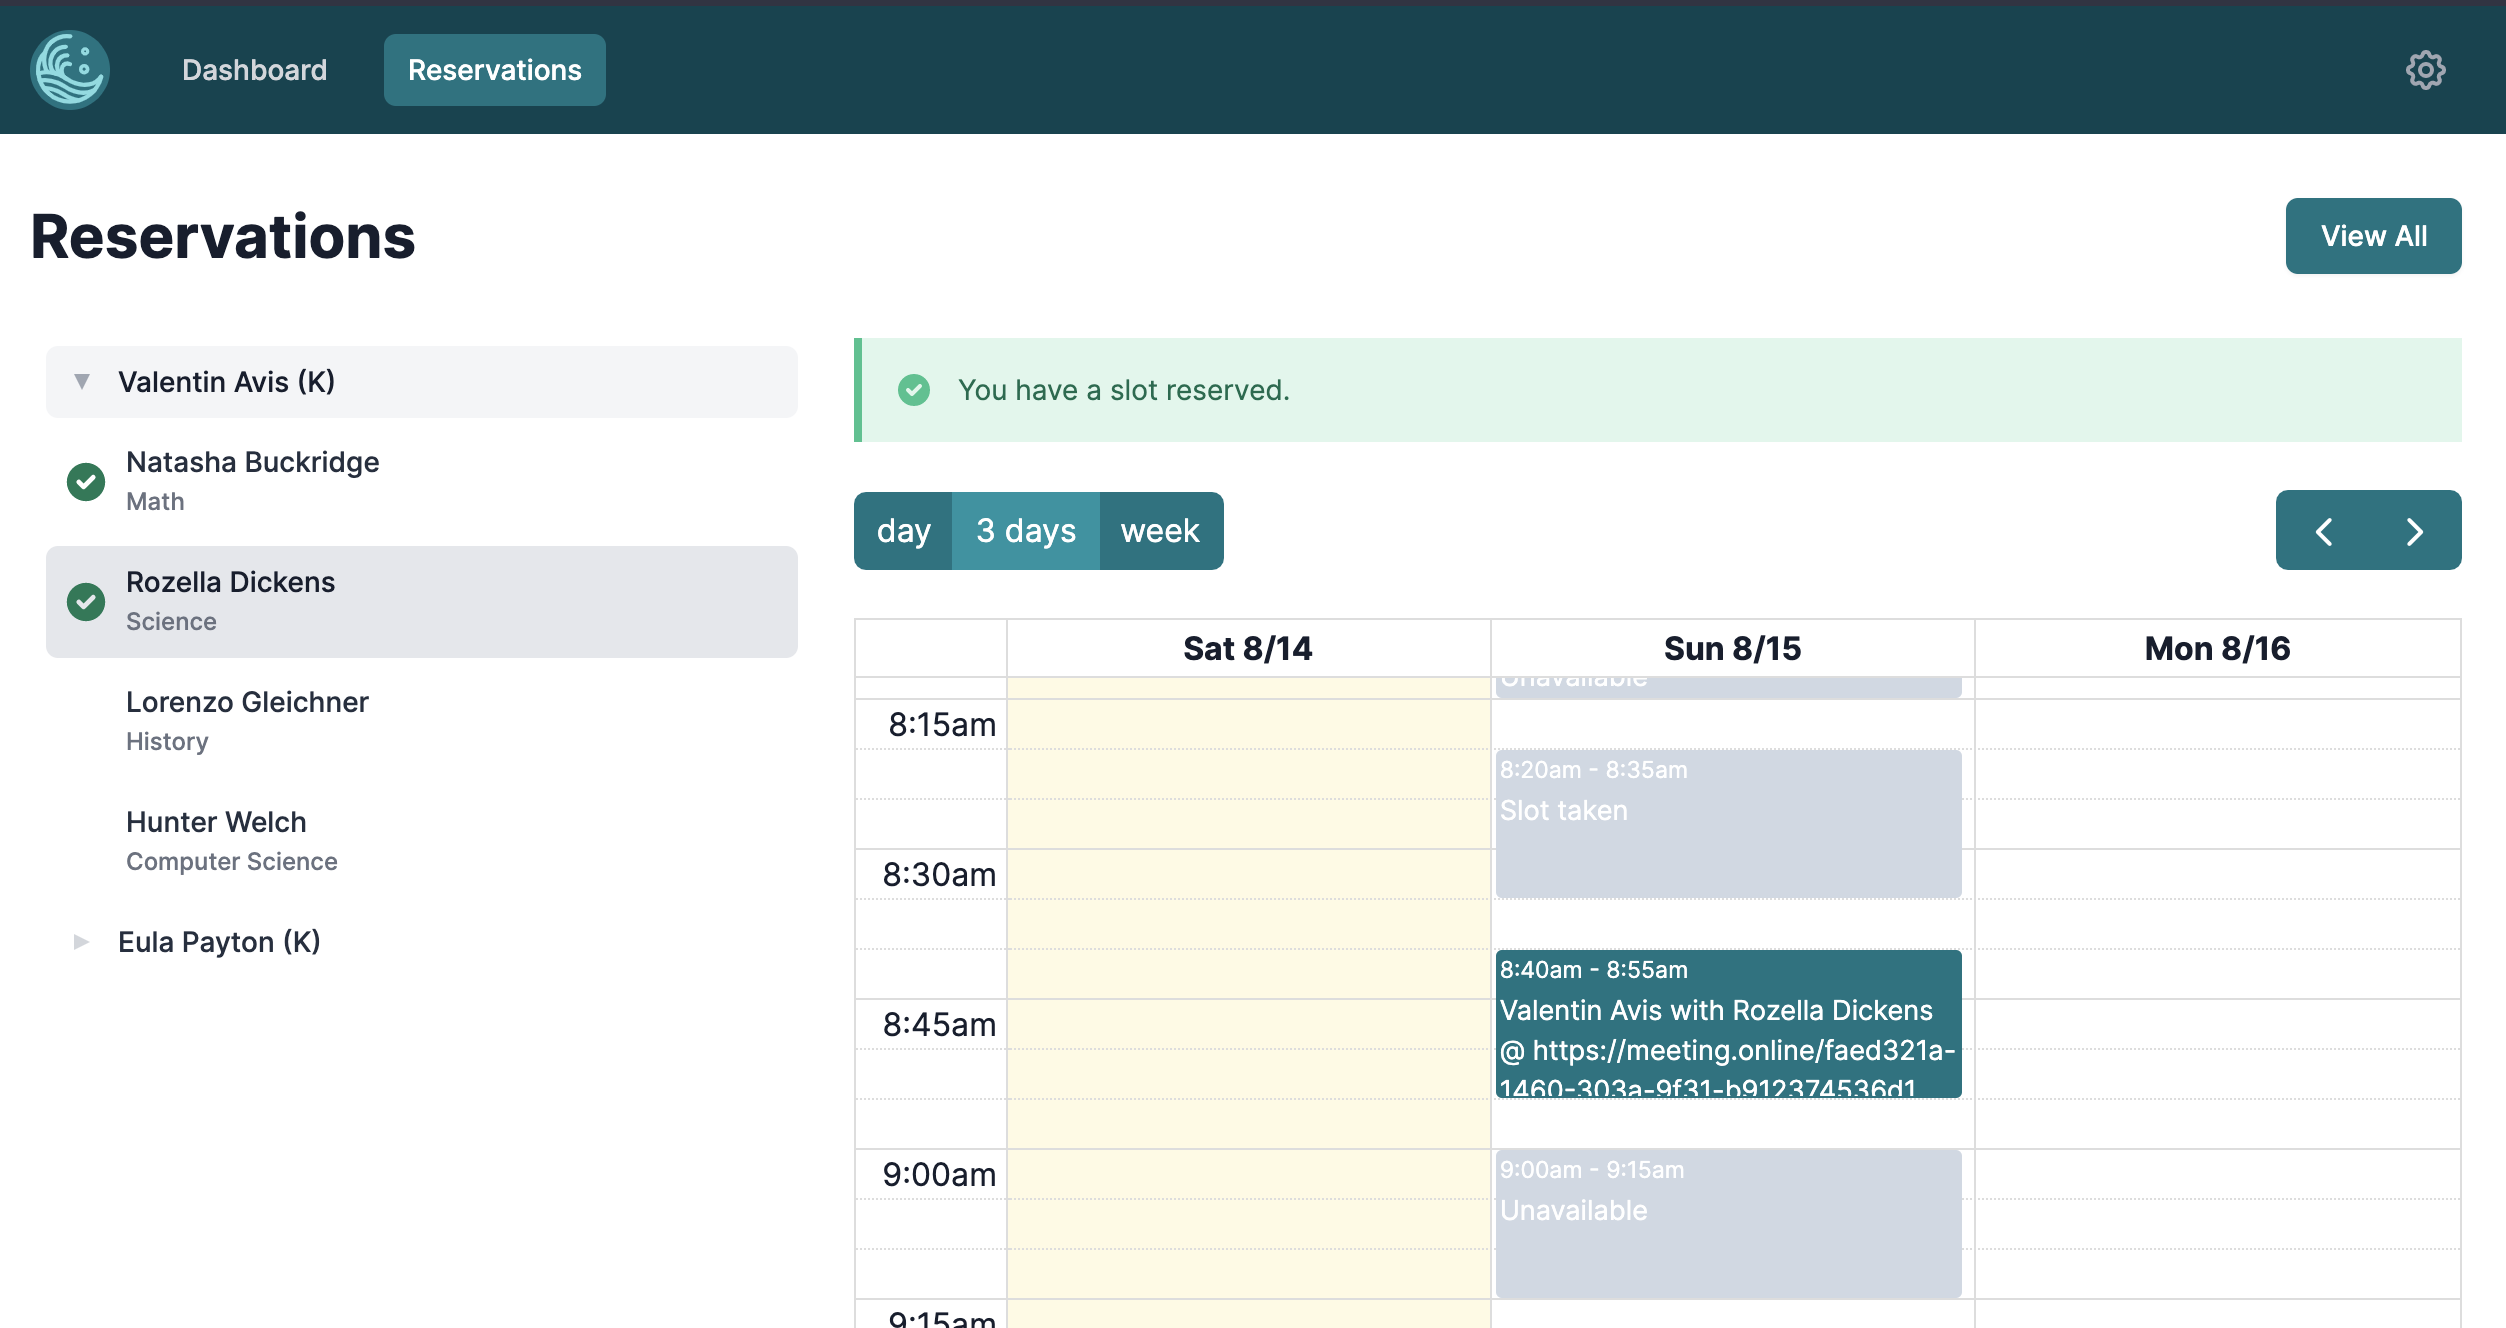 Dashboard
Reservations
Reservations
View All
Valentin Avis (K)
Natasha Buckridge
Math
Rozella Dickens
Science
Lorenzo Gleichner
History
Hunter Welch
Computer Science
Eula Payton (K)
You have a slot reserved.
day
3 days
week
Sat 8/14
Sun 8/15
Mon 8/16
Unavailable
8:15am
8:20am - 8:35am
Slot taken
8:30am
8:40am - 8:55am
Valentin Avis with Rozella Dickens
@ https://meeting.online/faed321a-
1460-303a-9f31-b912374536d1
8:45am
9:00am
9:00am - 9:15am
Unavailable
9:15am